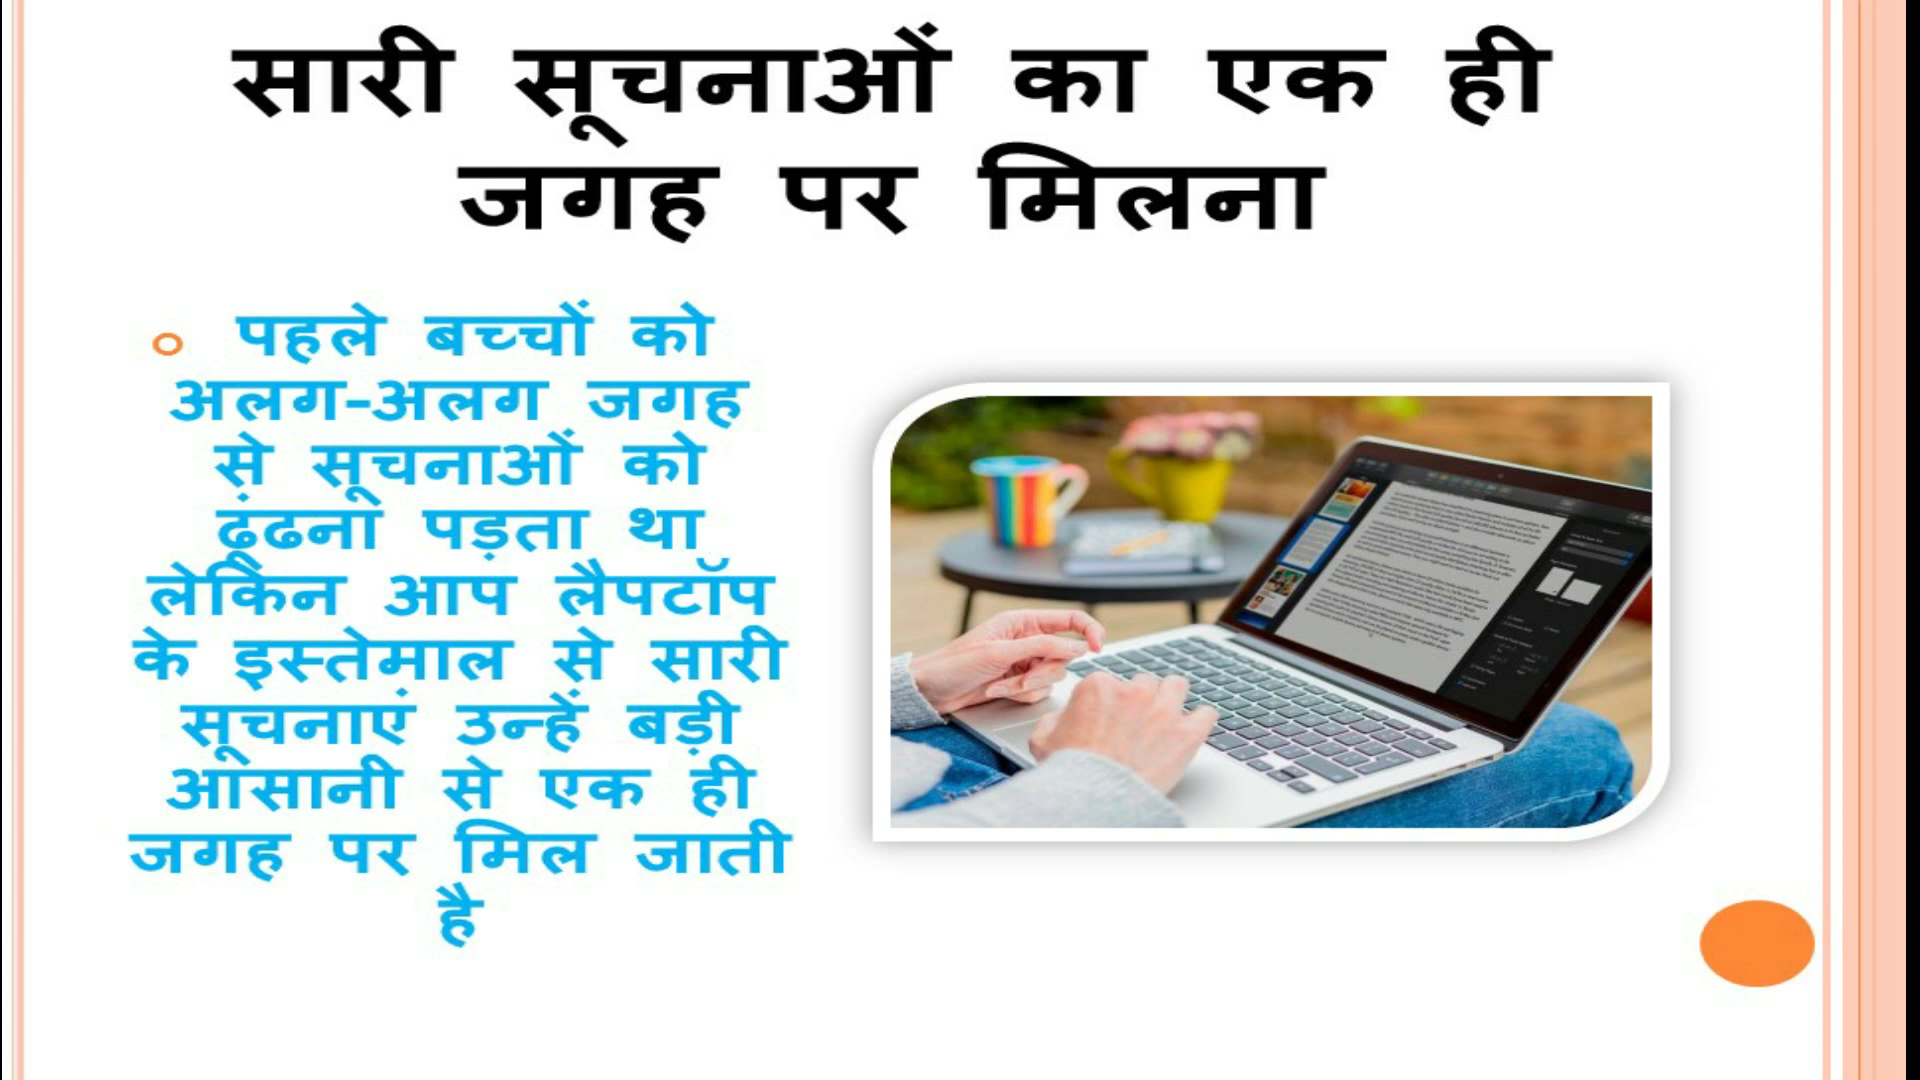 सारी सूचनाओं का एक ही
जगह पर मिलना
पहले बच्चों को
अलग-अलग जगह
से सूचनाओं को
ढूंढना पड़ता था
लेकिन आप लैपटॉप
के इस्तेमाल से सारी
सूचनाएं उन्हें बड़ी
आसानी से एक ही
जगह पर मिल जाती
है